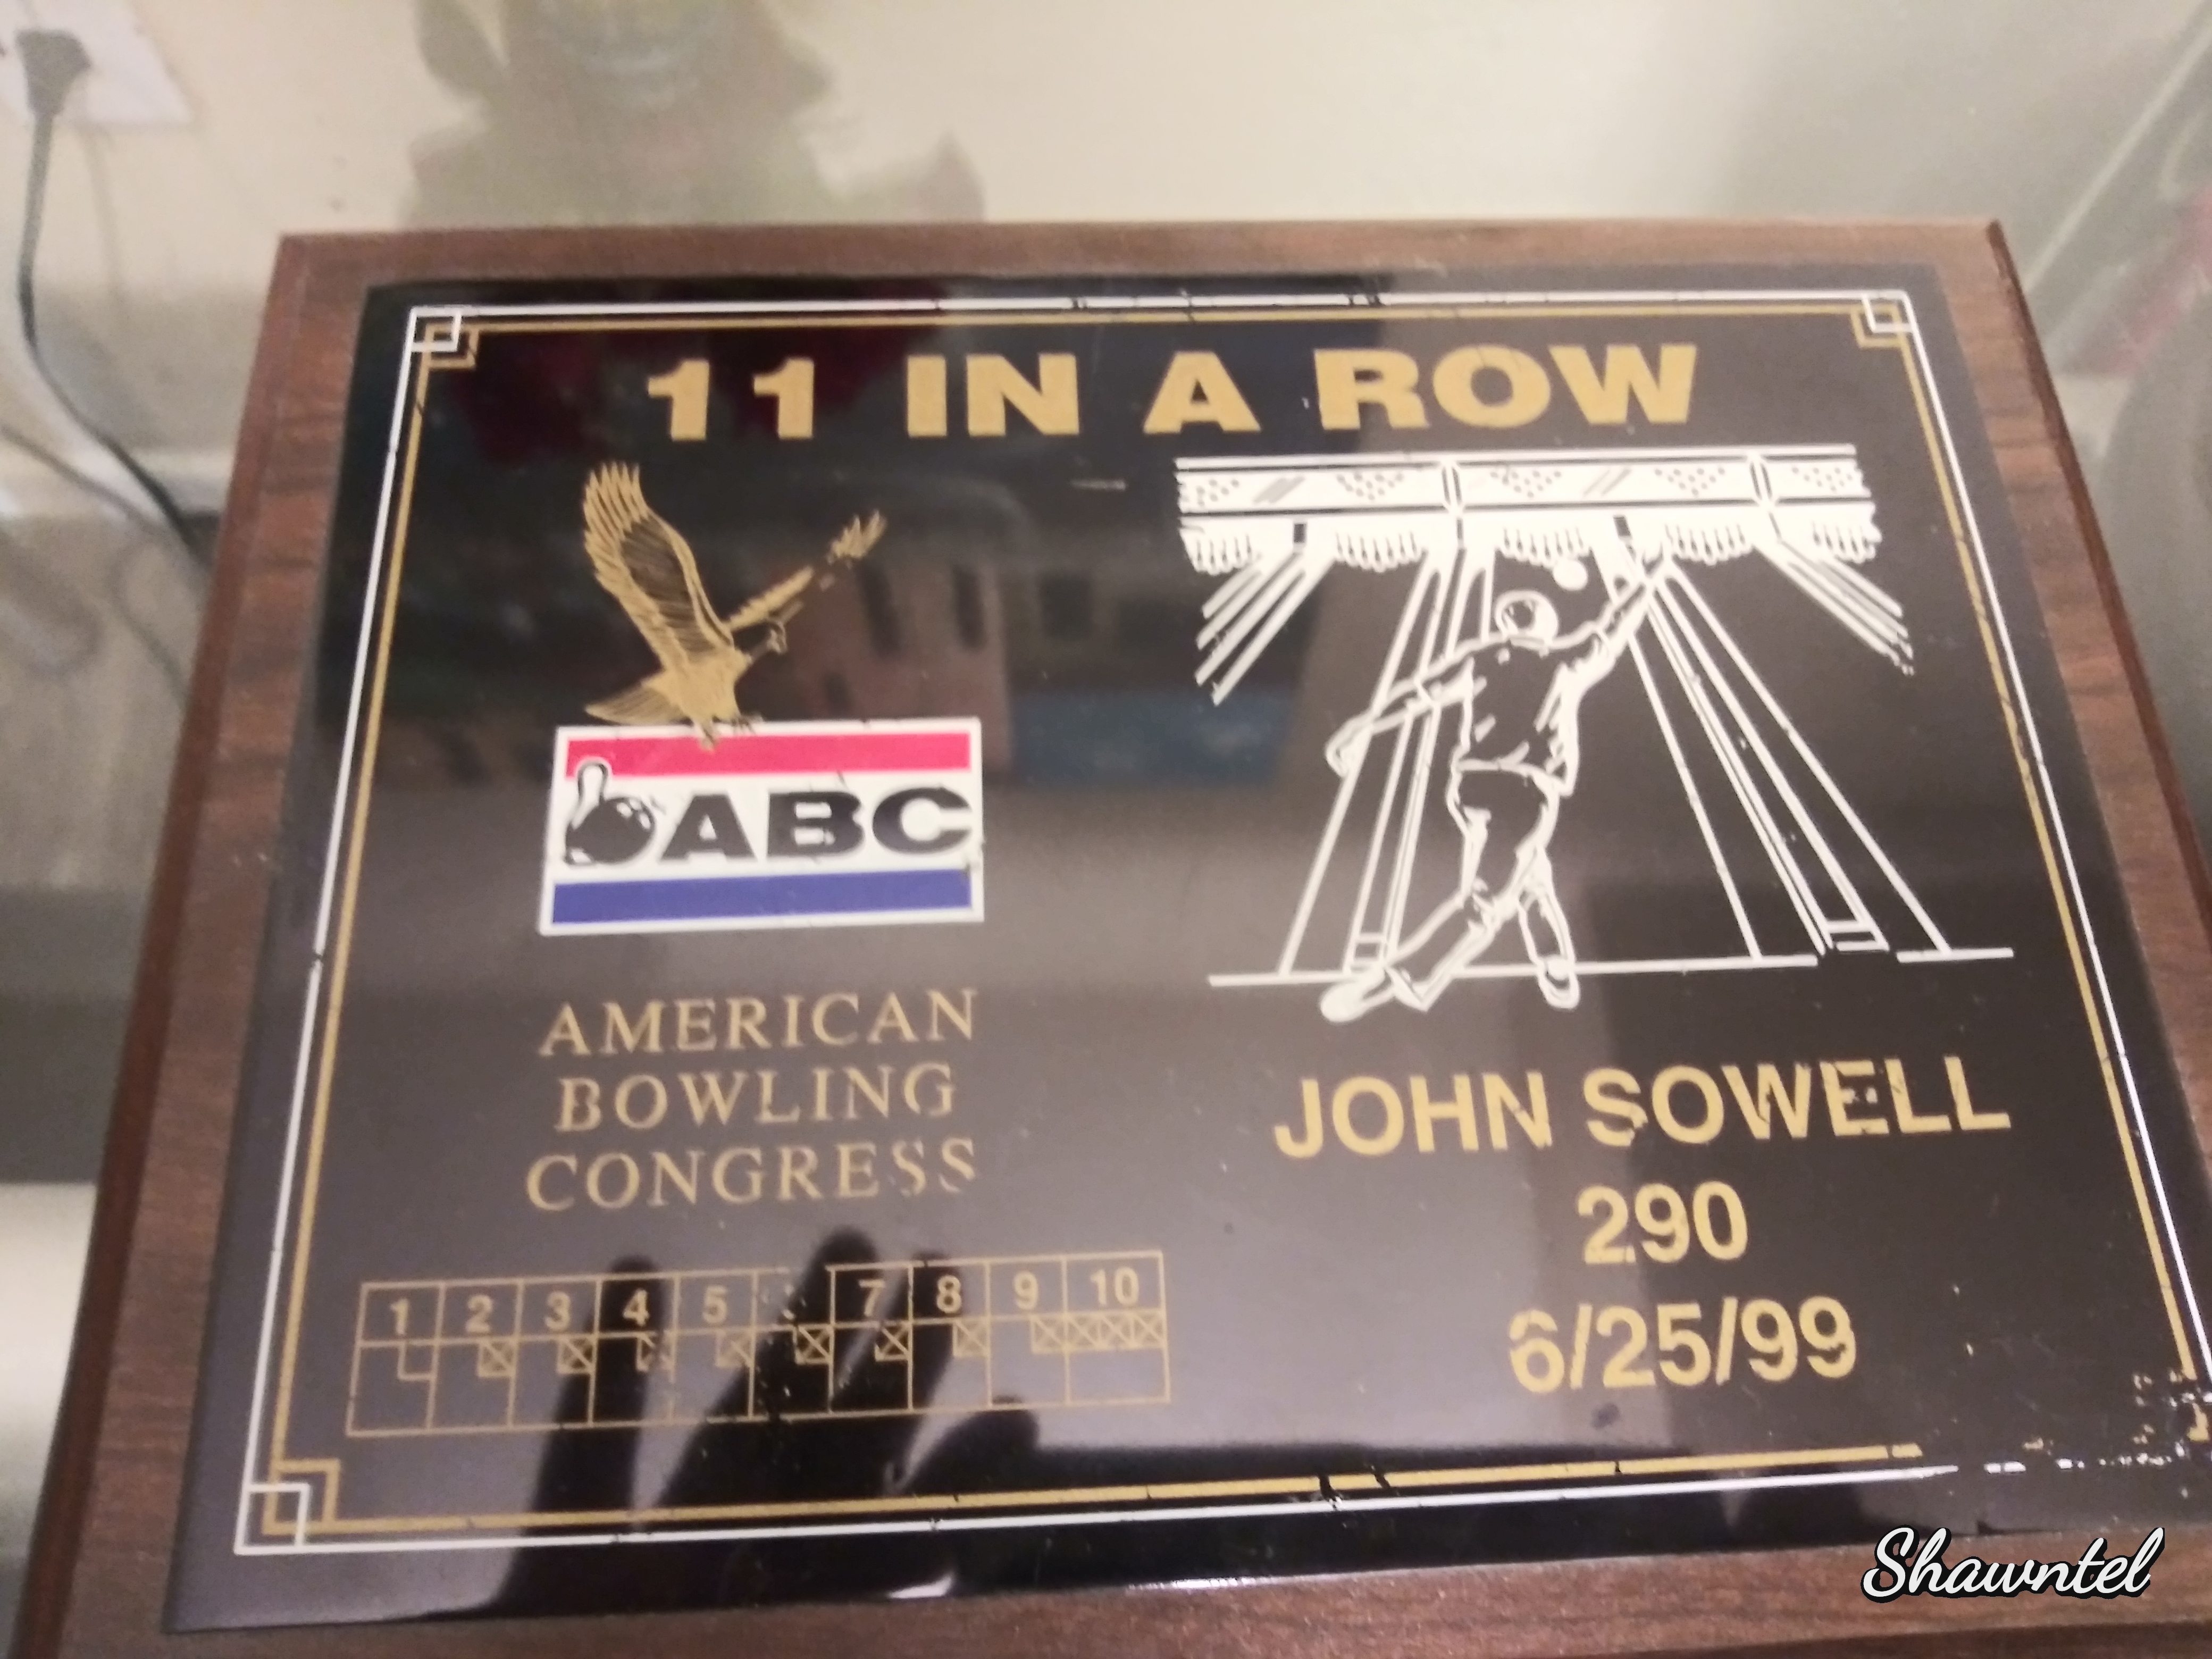 11 IN A ROW
ABC
AMERICAN
BOWLING
CONGRESS
JOHN SOWELL
290
6/25/99
1 2 3 4 5 7 8 9 10
Shawntel